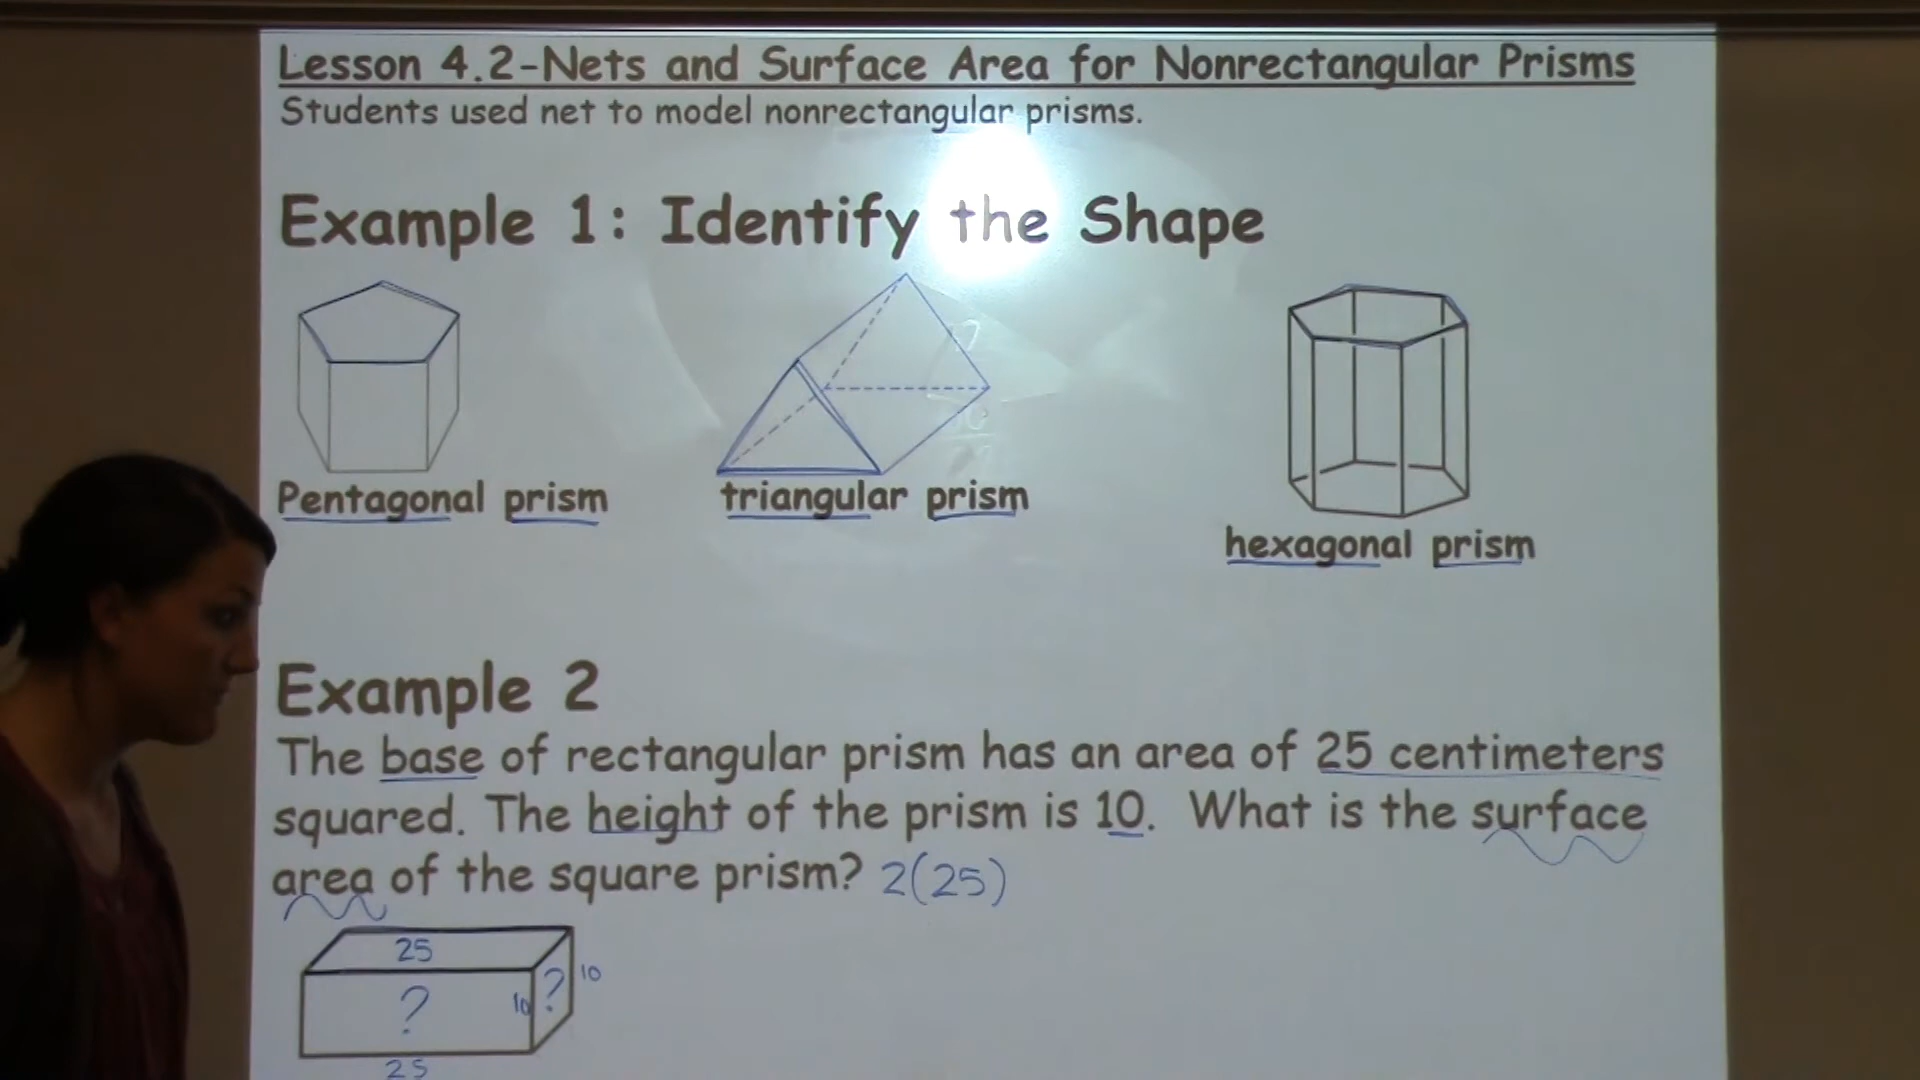 Lesson 4.2-Nets and Surface Area for Nonrectangular Prisms
Students used net to model nonrectangular prisms.
Example 1: Identify the Shape
Pentagonal prism
triangular prism
hexagonal prism
Example 2
The base of rectangular prism has an area of 25 centimeters
squared. The height of the prism is 10. What is the surface
area of the square prism? 2(25)
25
? 10 ? 10
25